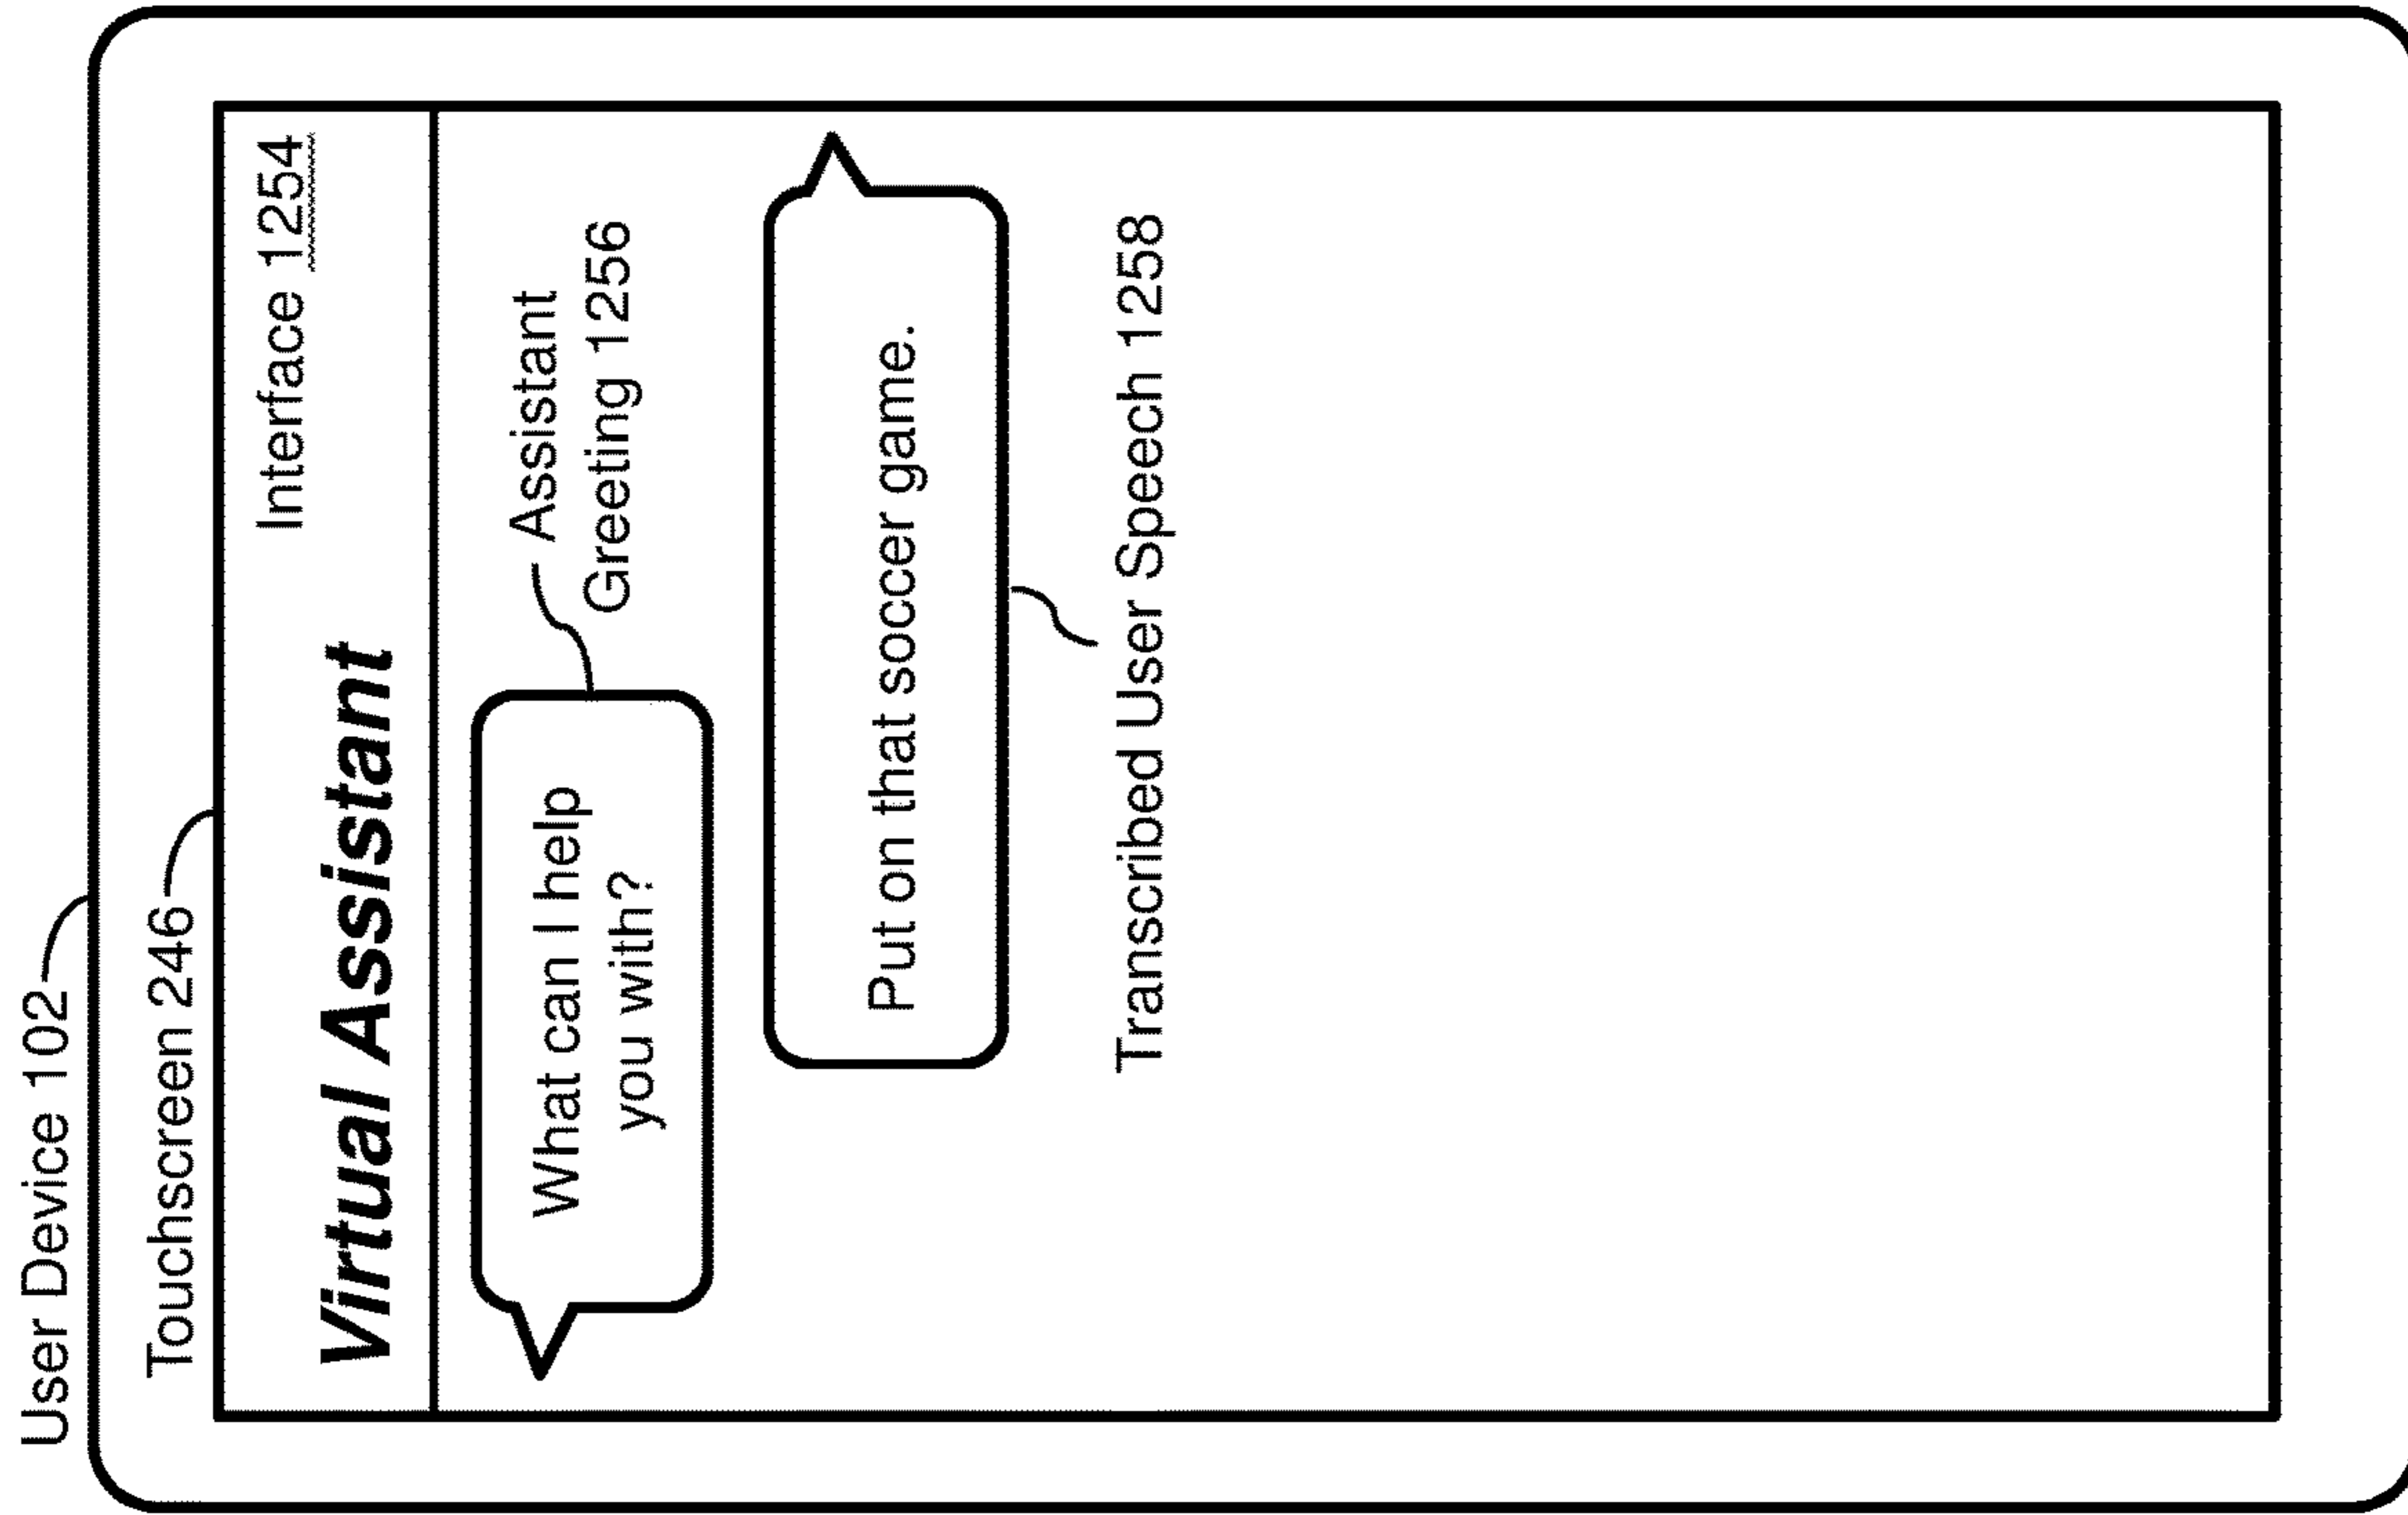 User Device 102
Touchscreen 246
Interface 1254
Virtual Assistant
What can I help
you with?
Assistant
Greeting 1256
Put on that soccer game.
Transcribed User Speech 1258